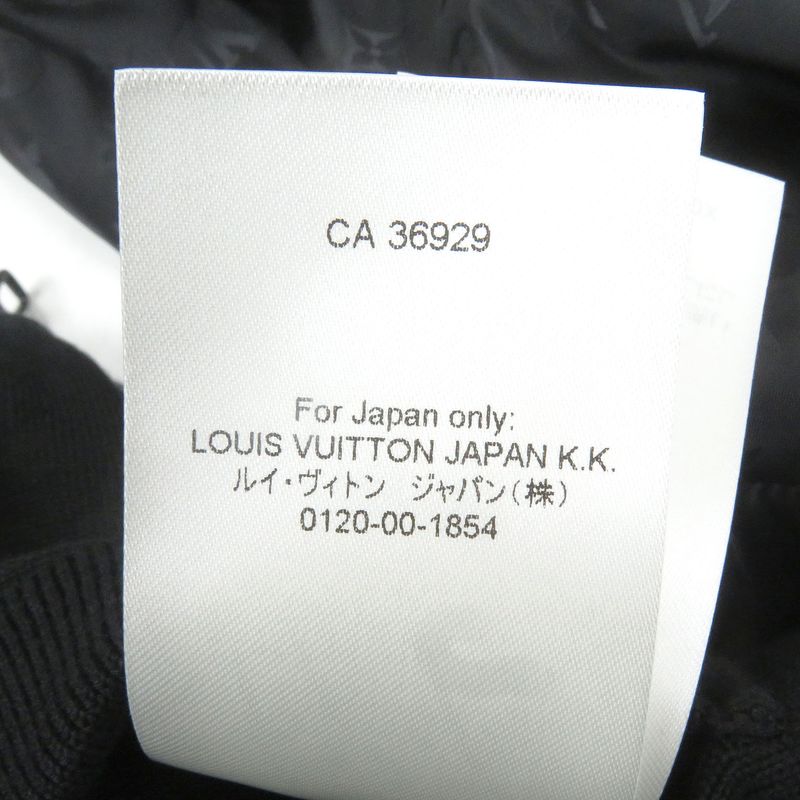 CA 36929
For Japan only:
LOUIS VUITTON JAPAN K.K.
ルイ・ヴィトン ジャパン(株)
0120-00-1854